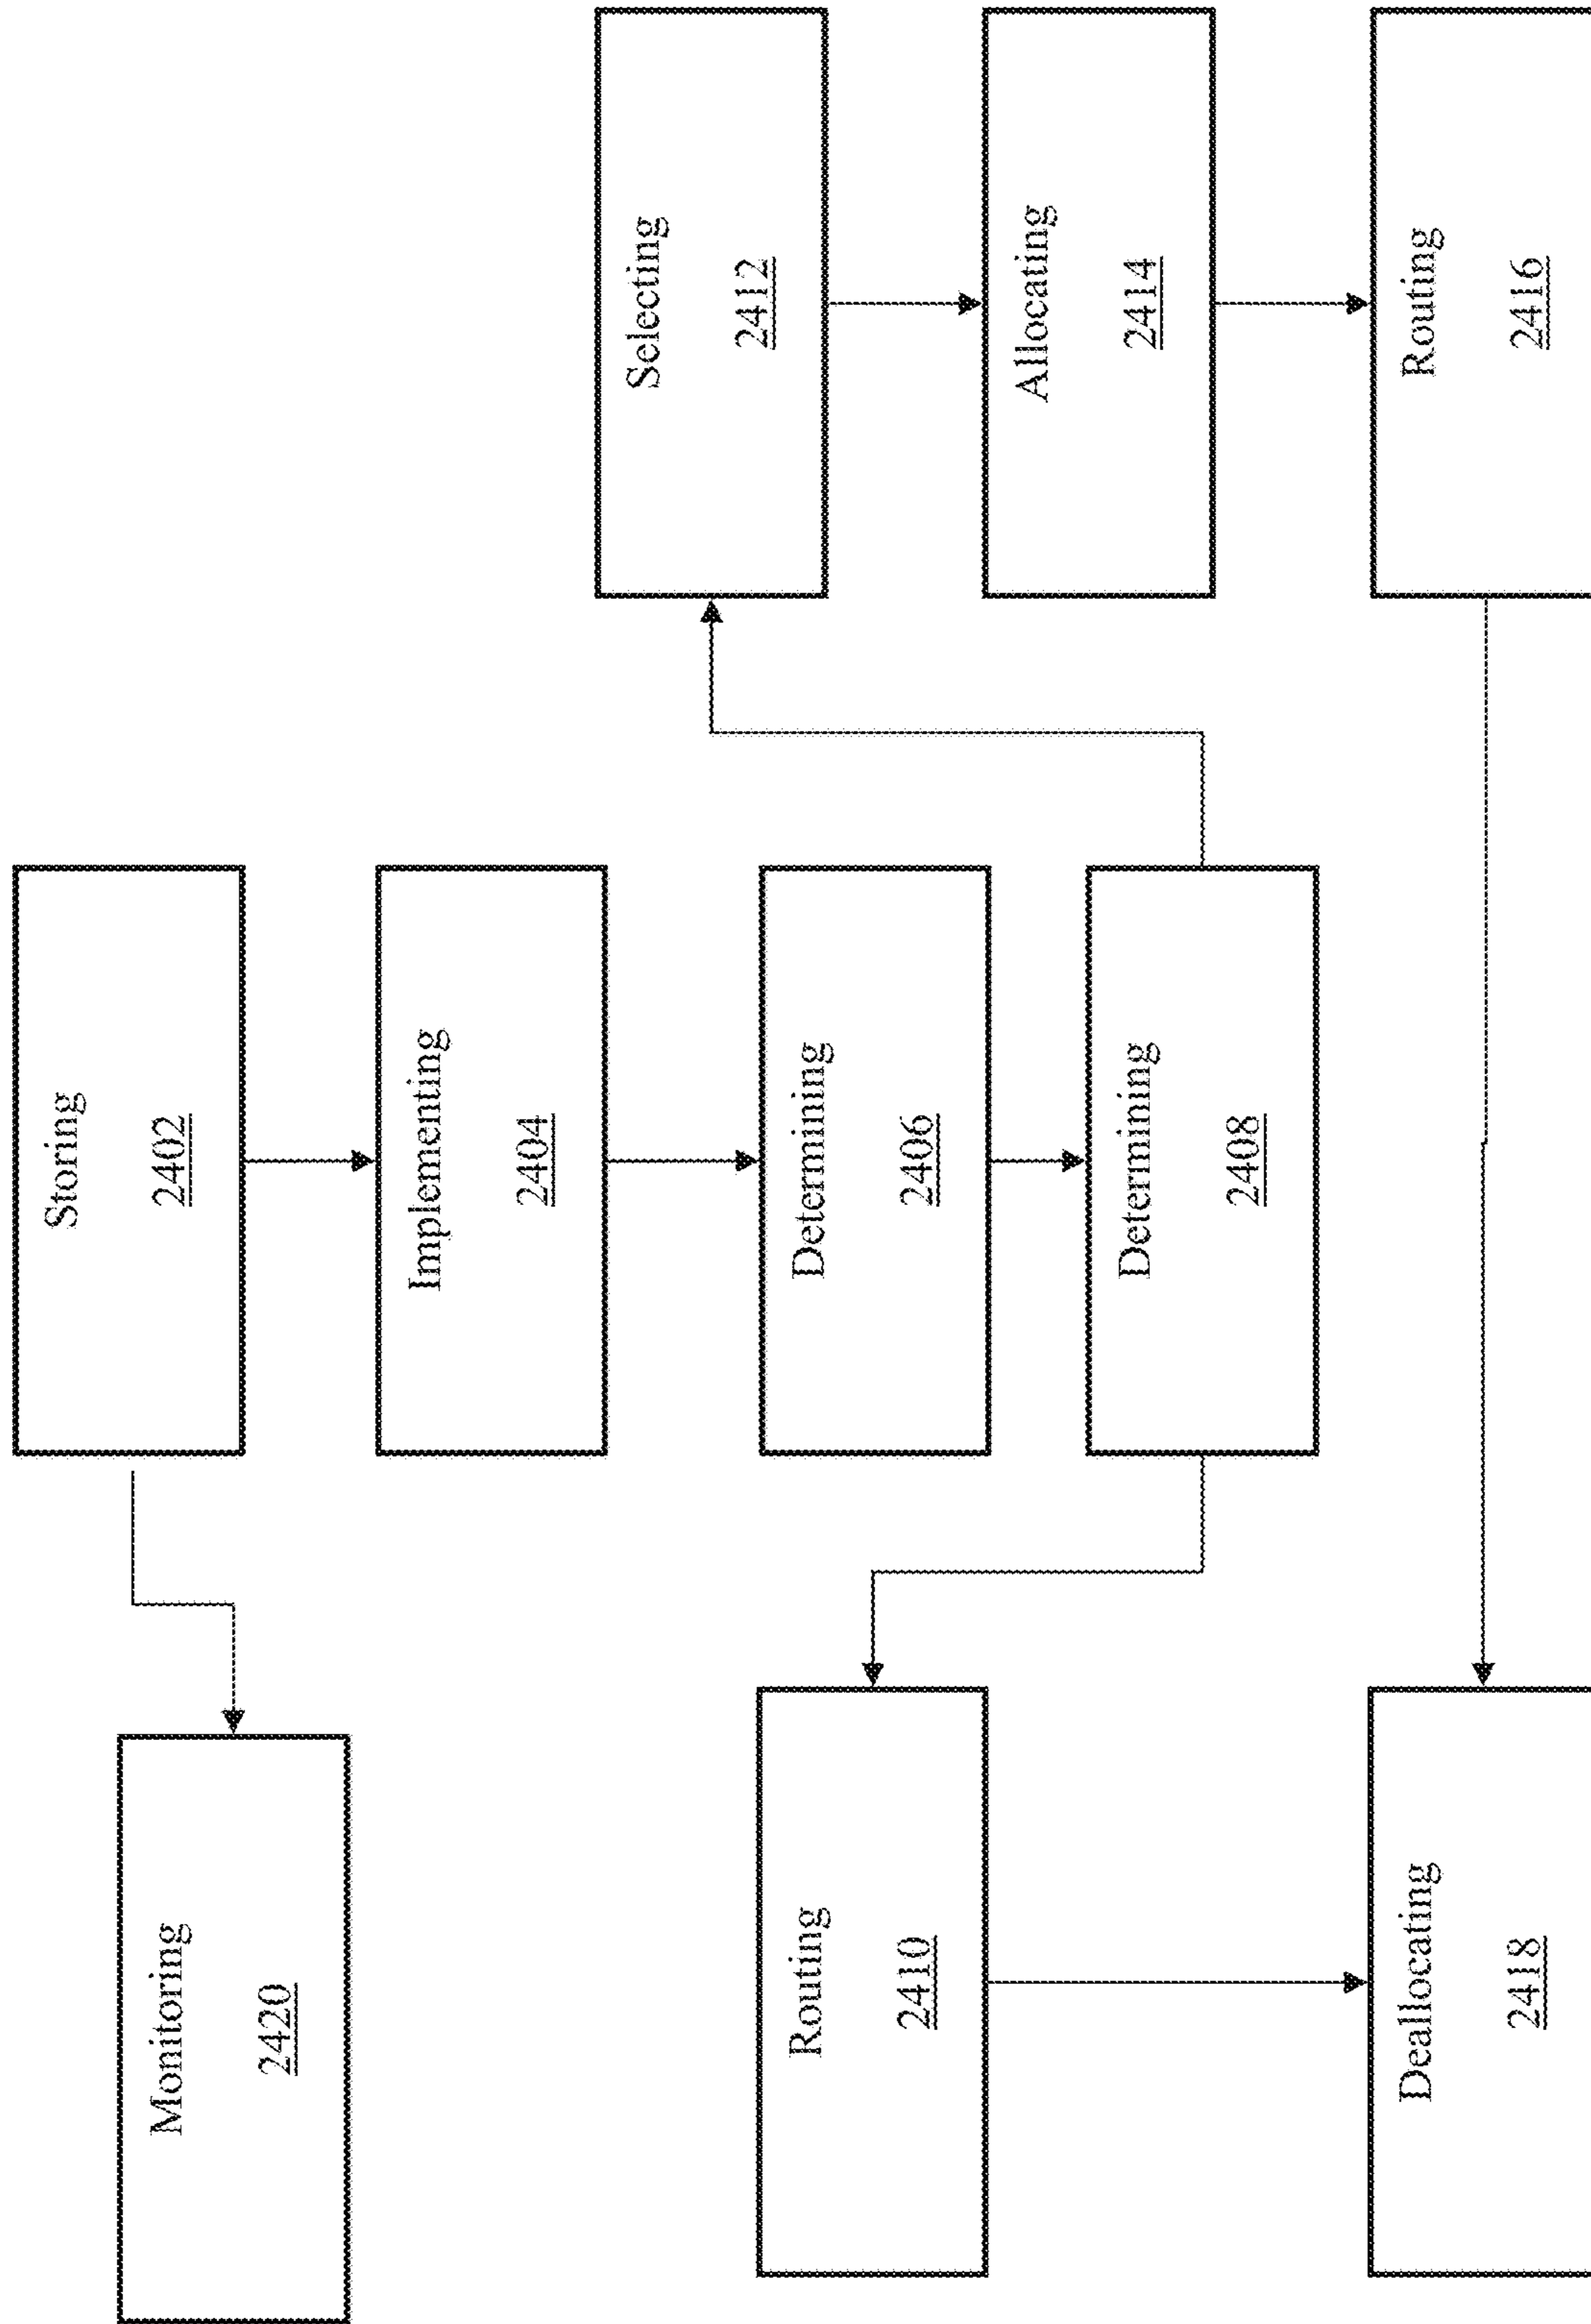 Storing
2402
Monitoring
2420
Implementing
2404
Determining
2406
Determining
2408
Routing
2410
Selecting
2412
Allocating
2414
Routing
2416
Deallocating
2418